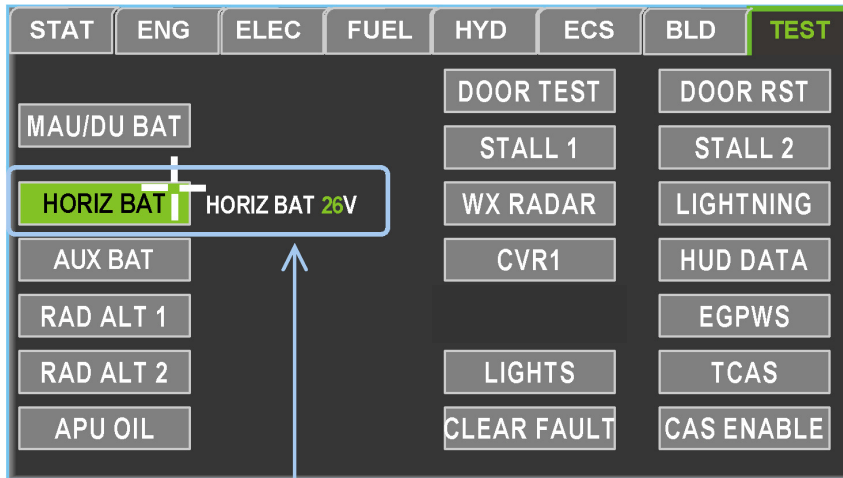 STAT ENG ELEC FUEL HYD ECS BLD TEST
DOOR TEST DOOR RST
MAU/DU BAT
STALL 1 STALL 2
HORIZ BAT HORIZ BAT 26V WX RADAR LIGHTNING
AUX BAT CVR1 HUD DATA
RAD ALT 1 EGPWS
RAD ALT 2 LIGHTS TCAS
APU OIL CLEAR FAULT CAS ENABLE